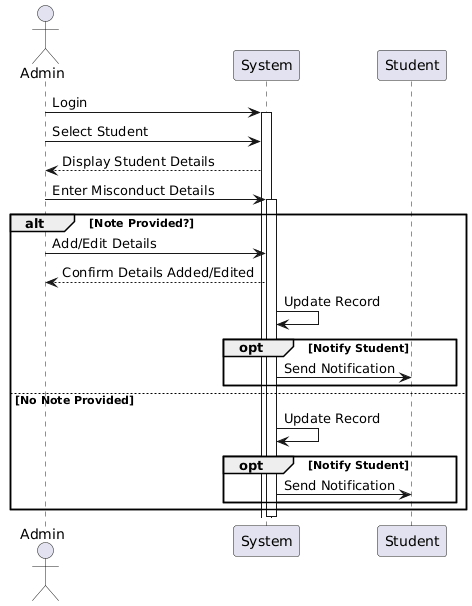 Admin
System
Student
Login
Select Student
Display Student Details
Enter Misconduct Details
alt [Note Provided?]
Add/Edit Details
Confirm Details Added/Edited
Update Record
opt [Notify Student]
Send Notification
[No Note Provided]
Update Record
opt [Notify Student]
Send Notification
Admin
System
Student